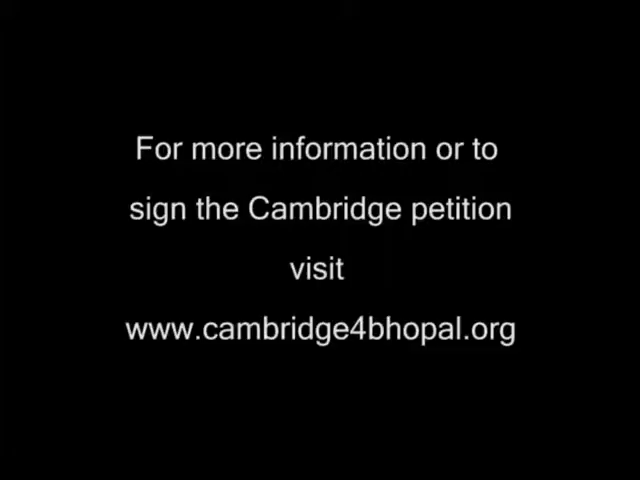 For more information or to
sign the Cambridge petition
visit
www.cambridge4bhopal.org